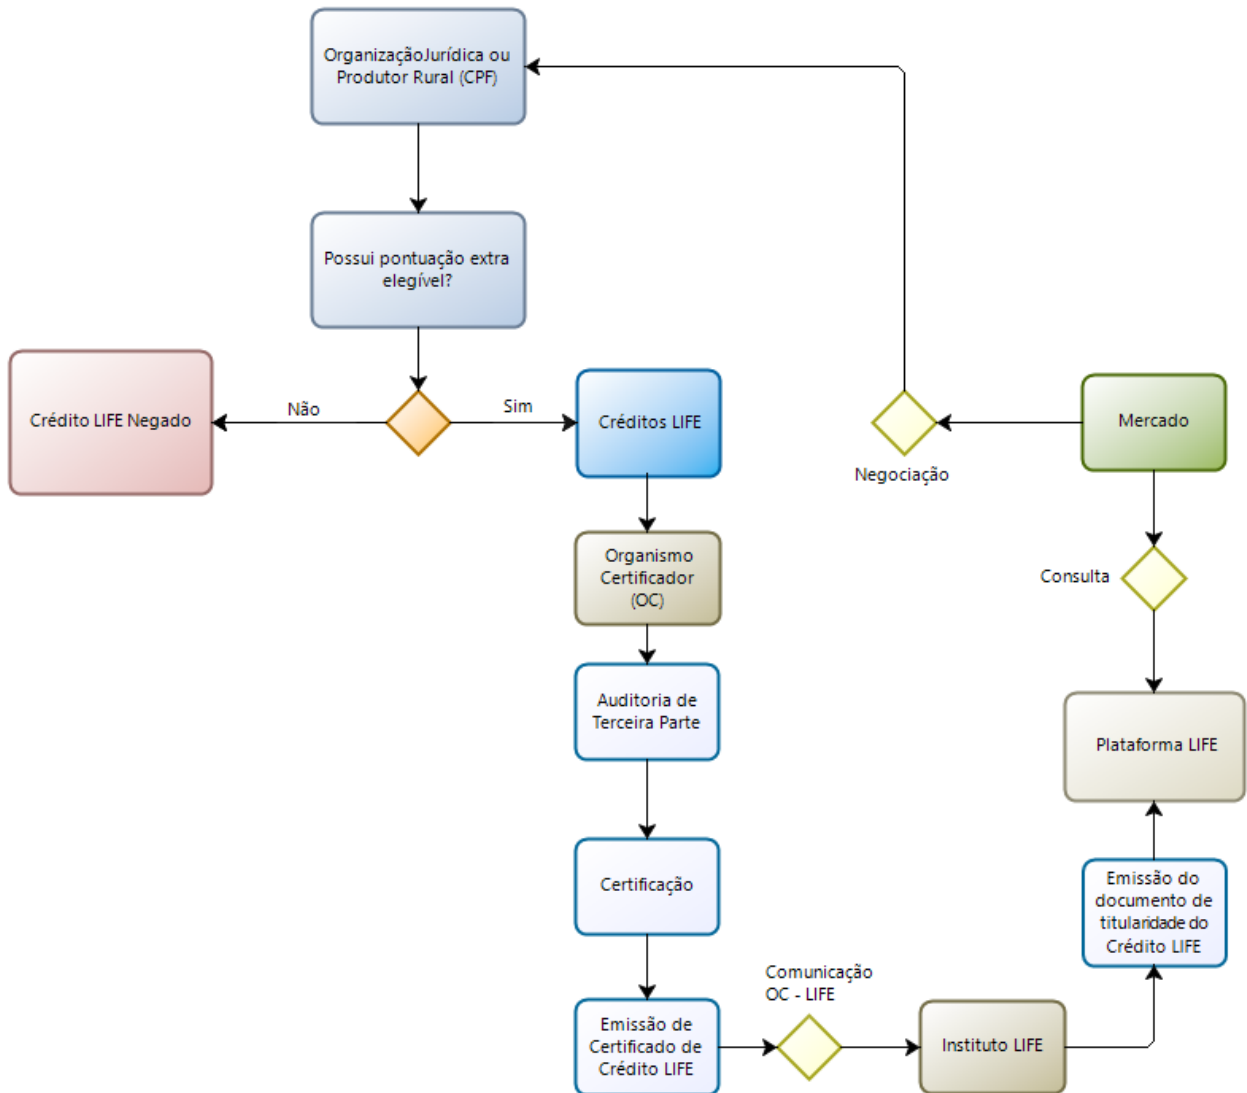 OrganizaçãoJurídica ou
Produtor Rural (CPF)
Possui pontuação extra
elegível?
Não
Sim
Crédito LIFE Negado
Créditos LIFE
Negociação
Mercado
Organismo
Certificador
(OC)
Consulta
Auditoria de
Terceira Parte
Plataforma LIFE
Certificação
Emissão do
documento de
titularidade do
Crédito LIFE
Comunicação
OC - LIFE
Emissão de
Certificado de
Crédito LIFE
Instituto LIFE